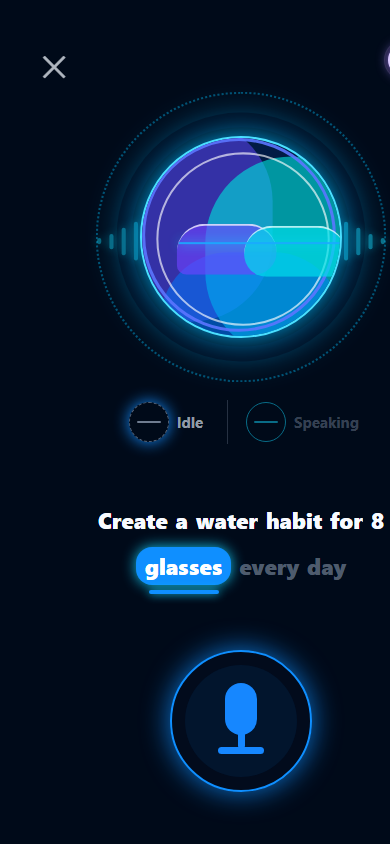 Idle
Speaking
Create a water habit for 8
glasses every day